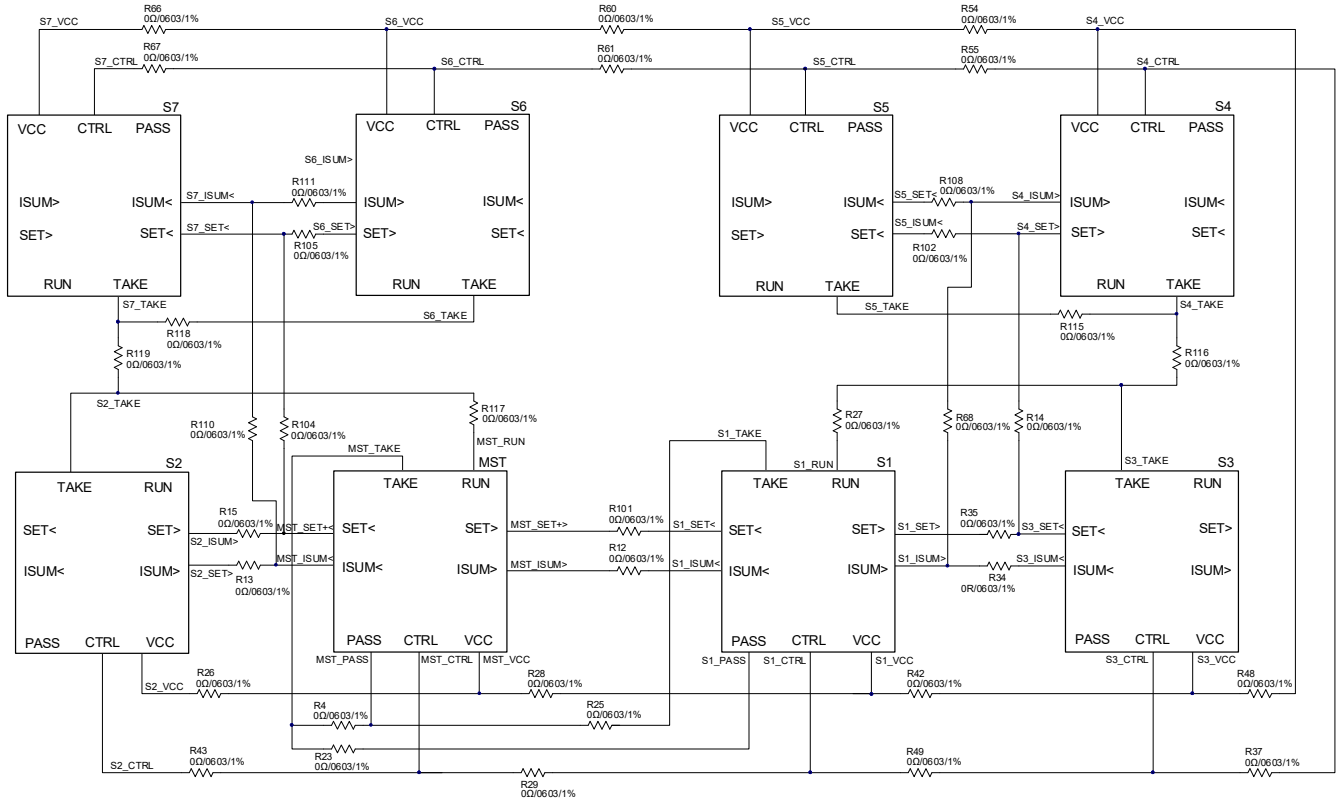 R66
0Ω/0603/1%
S7_VCC
S6_VCC
R60
0Ω/0603/1%
S5_VCC
R54
0Ω/0603/1%
S4_VCC
R67
0Ω/0603/1%
S7_CTRL
S6_CTRL
R61
0Ω/0603/1%
S5_CTRL
R55
0Ω/0603/1%
S4_CTRL
S7
VCC CTRL PASS
ISUM> ISUM<
SET> SET<
RUN TAKE
S7_ISUM<
S7_SET<
S7_TAKE
S6_ISUM>
R111
0Ω/0603/1%
S6_SET>
R105
0Ω/0603/1%
S6
VCC CTRL PASS
ISUM> ISUM<
SET> SET<
RUN TAKE
S6_TAKE
R118
0Ω/0603/1%
R119
0Ω/0603/1%
S5
VCC CTRL PASS
ISUM> ISUM<
SET> SET<
RUN TAKE
S5_SET<
R108
0Ω/0603/1%
S4_ISUM>
S5_ISUM<
S4_SET>
R102
0Ω/0603/1%
S5_TAKE
S4
VCC CTRL PASS
ISUM> ISUM<
SET> SET<
RUN TAKE
S4_TAKE
R115
0Ω/0603/1%
R116
0Ω/0603/1%
S2_TAKE
R110
0Ω/0603/1%
R104
0Ω/0603/1%
R117
0Ω/0603/1%
MST_RUN
MST_TAKE
S1_TAKE
R27
0Ω/0603/1%
S1_RUN
R68
0Ω/0603/1%
R14
0Ω/0603/1%
S3_TAKE
S2
TAKE RUN
SET< SET>
ISUM< ISUM>
PASS CTRL VCC
R15
0Ω/0603/1%
S2_ISUM>
MST_SET+<
S2_SET>
R13
0Ω/0603/1%
MST_ISUM<
MST
TAKE RUN
SET< SET>
ISUM< ISUM>
PASS CTRL VCC
MST_SET+>
R101
0Ω/0603/1%
S1_SET<
MST_ISUM>
R12
0Ω/0603/1%
S1_ISUM<
S1
TAKE RUN
SET< SET>
ISUM< ISUM>
PASS CTRL VCC
S1_SET>
R35
0Ω/0603/1%
S3_SET<
S1_ISUM>
S3_ISUM<
R34
0R/0603/1%
S3
TAKE RUN
SET< SET>
ISUM< ISUM>
PASS CTRL VCC
MST_PASS
MST_CTRL
MST_VCC
S1_PASS
S1_CTRL
S1_VCC
S3_CTRL
S3_VCC
S2_VCC
R26
0Ω/0603/1%
R28
0Ω/0603/1%
R42
0Ω/0603/1%
R48
0Ω/0603/1%
R4
0Ω/0603/1%
R25
0Ω/0603/1%
R23
0Ω/0603/1%
S2_CTRL
R43
0Ω/0603/1%
R29
0Ω/0603/1%
R49
0Ω/0603/1%
R37
0Ω/0603/1%